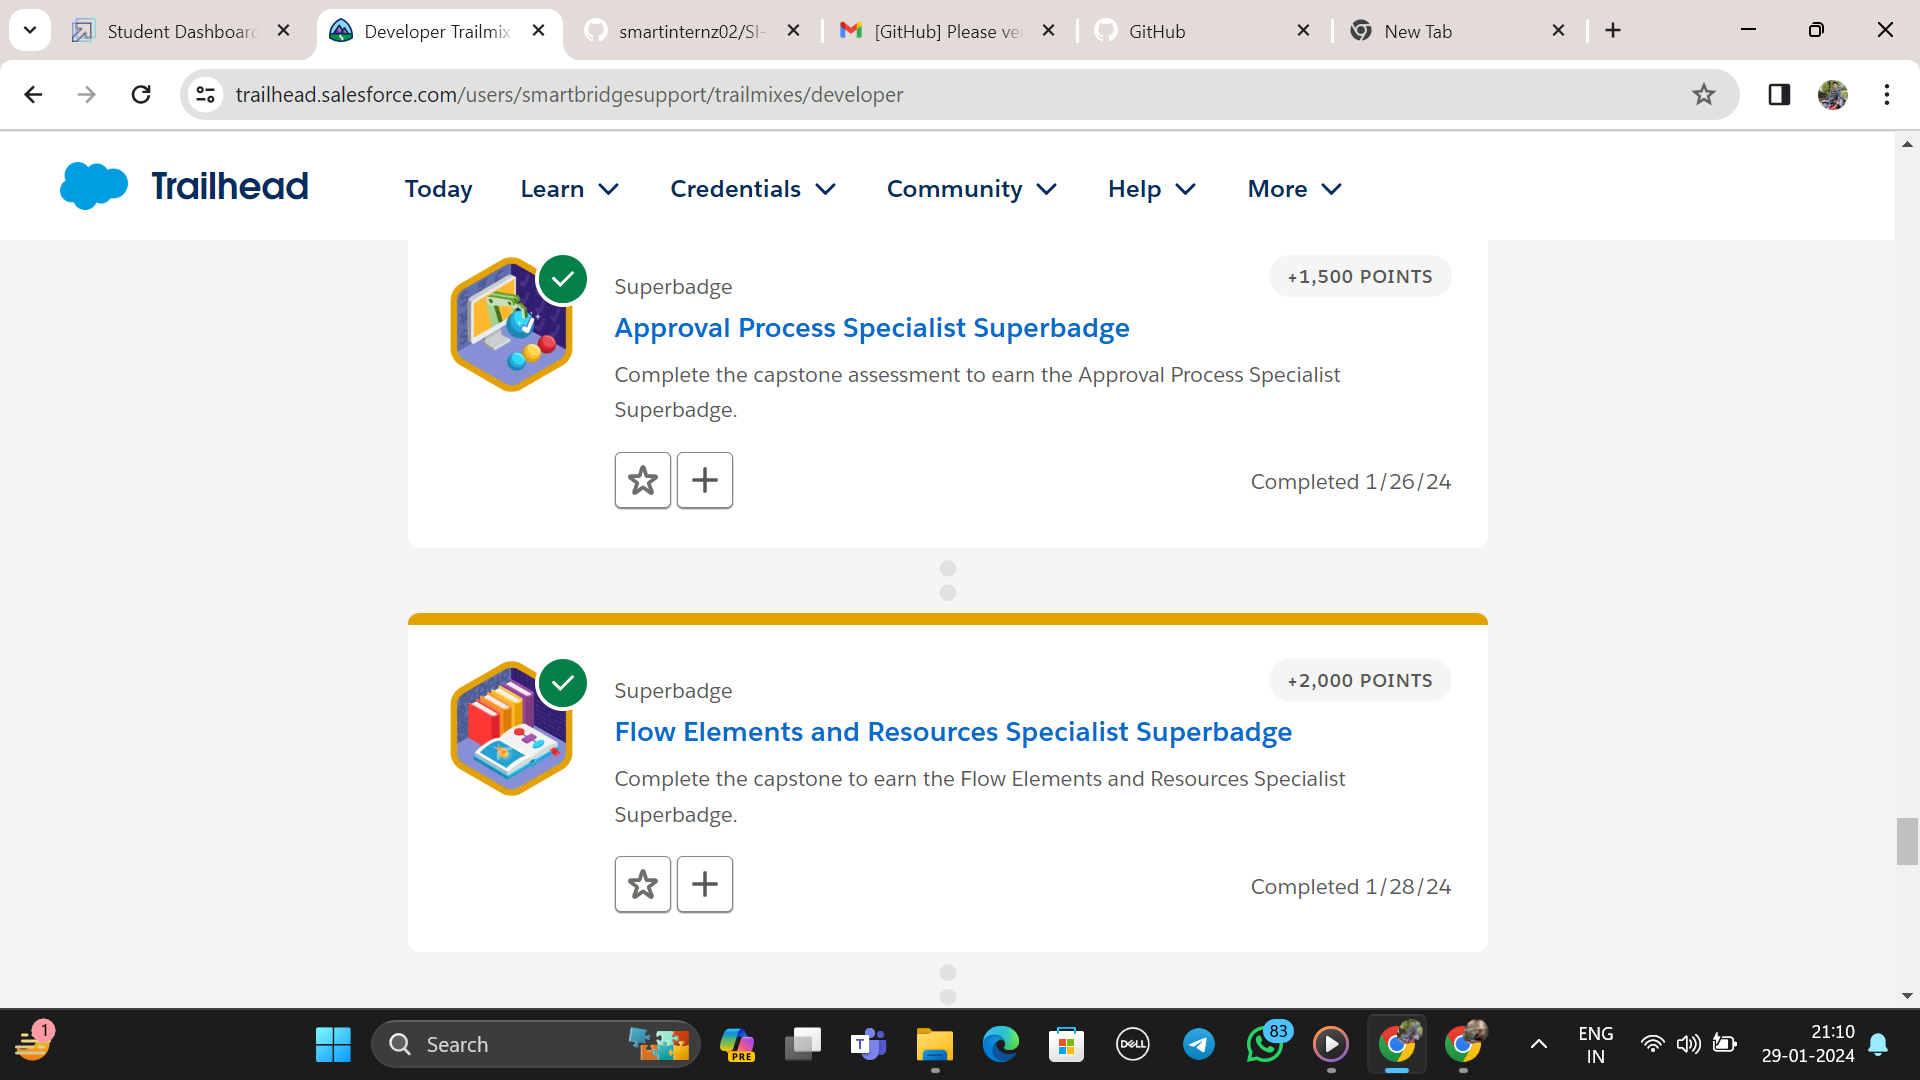 Student Dashboard
Developer Trailmix
smartinternz02/SI-
[GitHub] Please ve
GitHub
New Tab
trailhead.salesforce.com/users/smartbridgesupport/trailmixes/developer
Trailhead
Today
Learn
Credentials
Community
Help
More
Superbadge
+1,500 POINTS
Approval Process Specialist Superbadge
Complete the capstone assessment to earn the Approval Process Specialist
Superbadge.
Completed 1/26/24
Superbadge
+2,000 POINTS
Flow Elements and Resources Specialist Superbadge
Complete the capstone to earn the Flow Elements and Resources Specialist
Superbadge.
Completed 1/28/24
1
Search
PRE
T
DELL
83
ENG
IN
21:10
29-01-2024